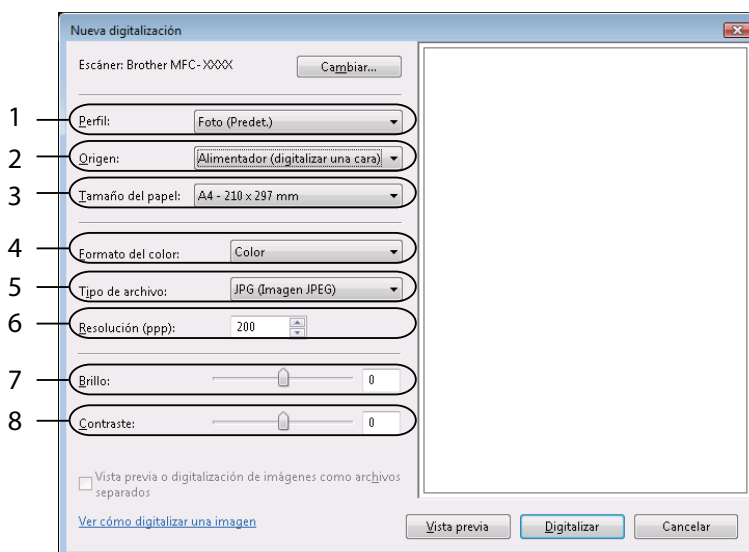 Nueva digitalización
Escáner: Brother MFC-XXXX
Cambiar...
1 Perfil: Foto (Predet.)
2 Origen: Alimentador (digitalizar una cara)
3 Tamaño del papel: A4 - 210 x 297 mm
4 Formato del color: Color
5 Tipo de archivo: JPG (Imagen JPEG)
6 Resolución (ppp): 200
7 Brillo: 0
8 Contraste: 0
Vista previa o digitalización de imágenes como archivos
separados
Ver cómo digitalizar una imagen
Vista previa
Digitalizar
Cancelar